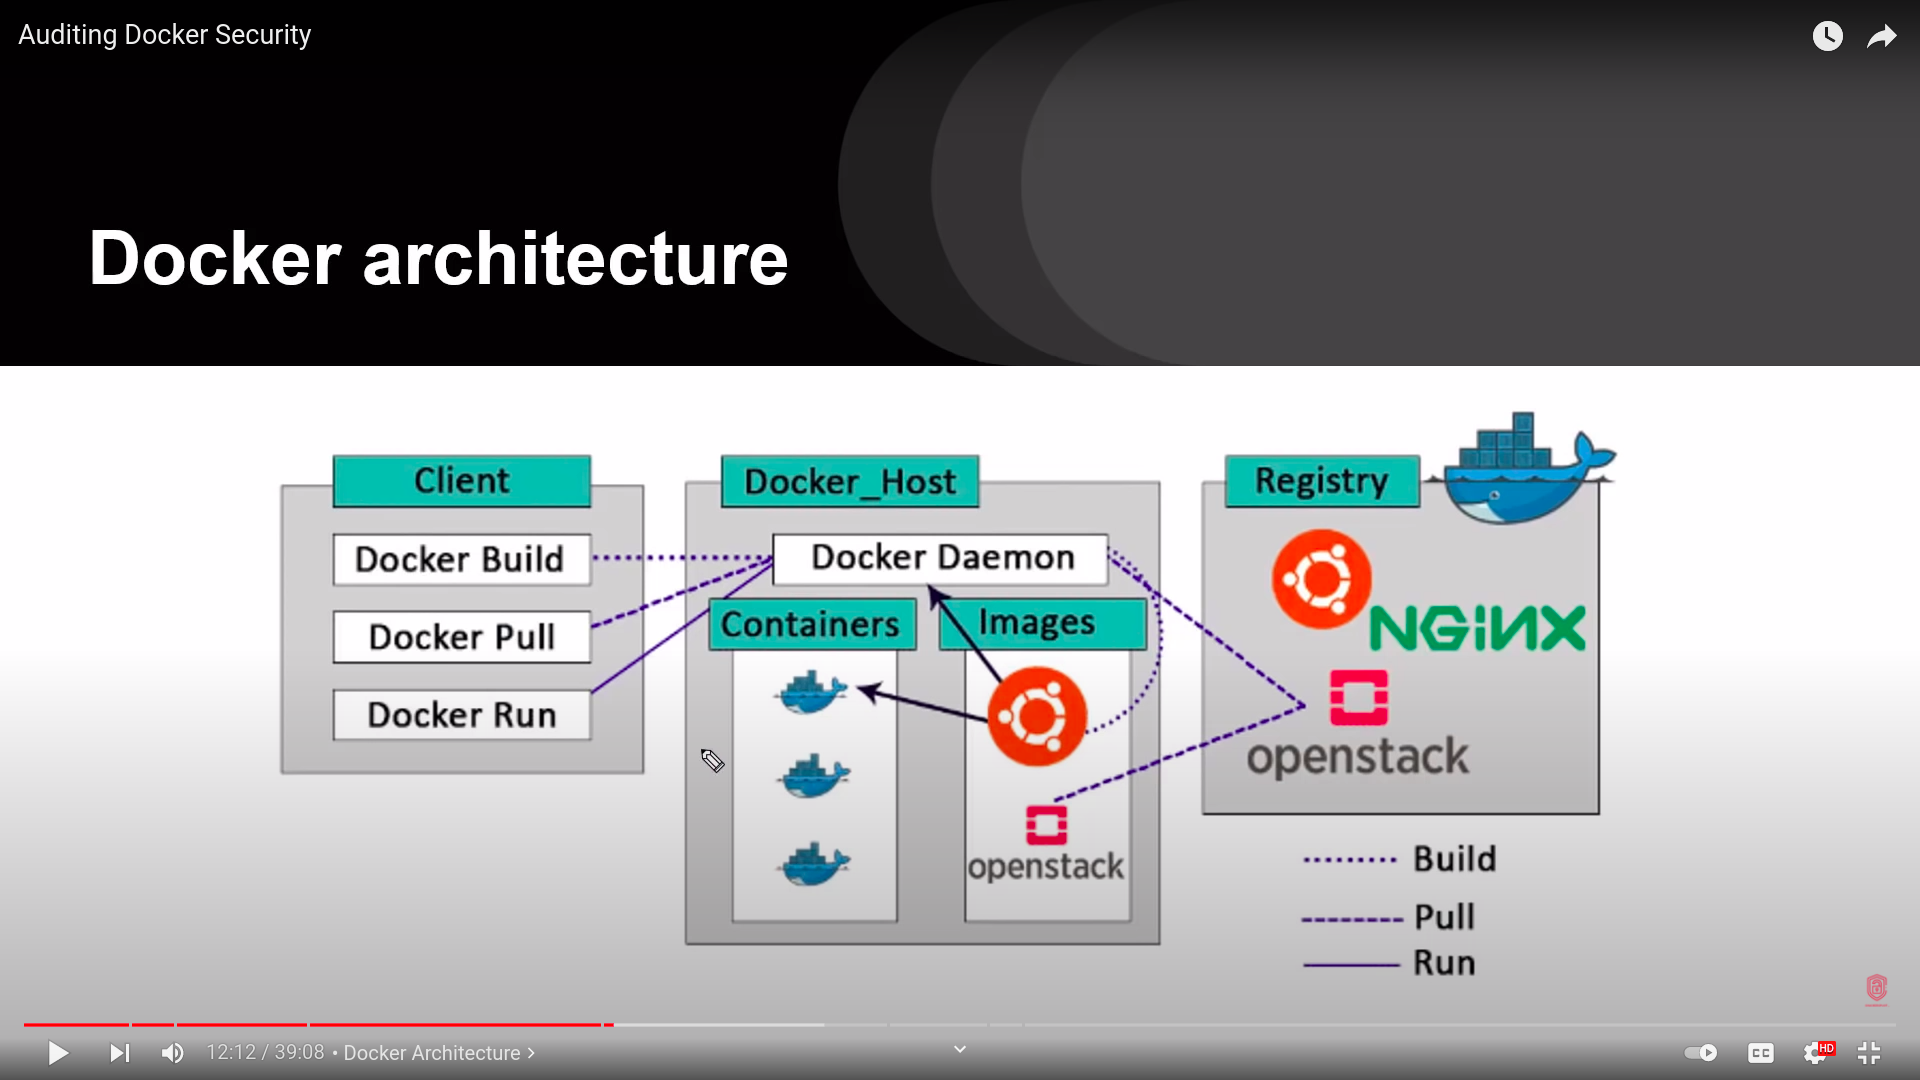 Auditing Docker Security
Docker architecture
Client
Docker Build
Docker Pull
Docker Run
Docker_Host
Docker Daemon
Containers
Images
openstack
Registry
NGiNX
openstack
Build
Pull
Run
12:12 / 39:08 • Docker Architecture >
CC
HD